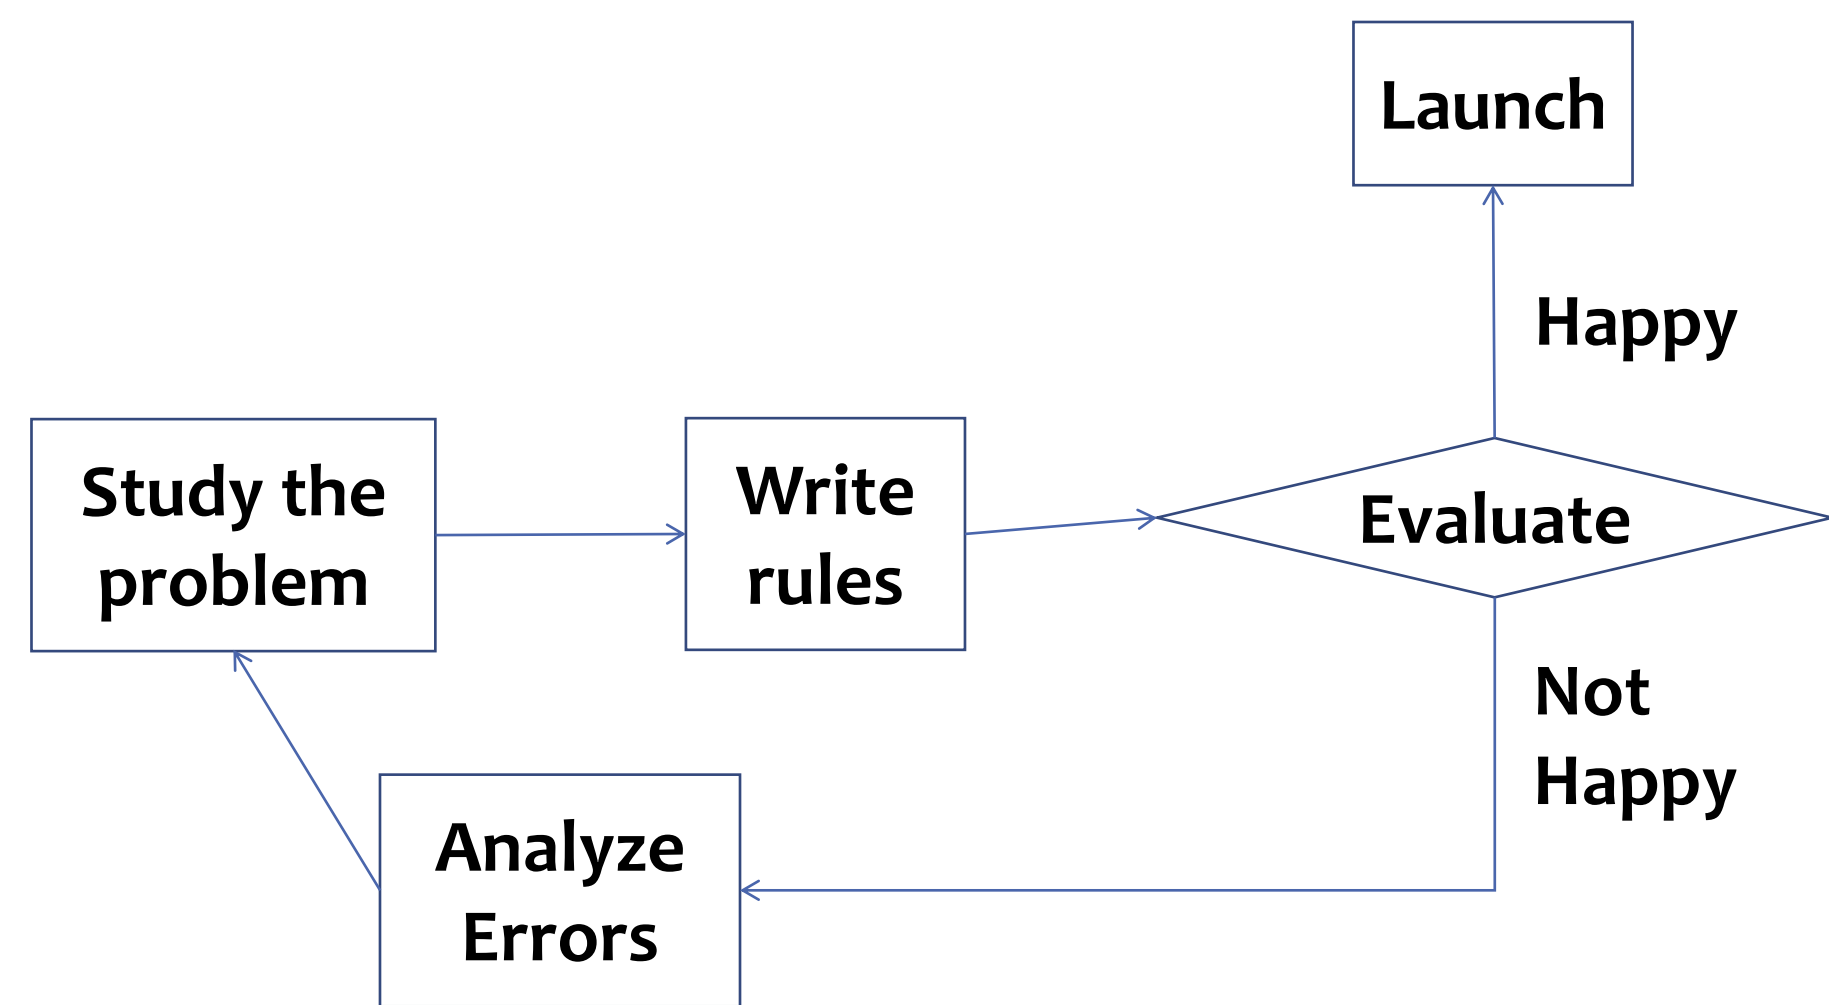 Launch
Happy
Study the
problem
Write
rules
Evaluate
Not
Happy
Analyze
Errors